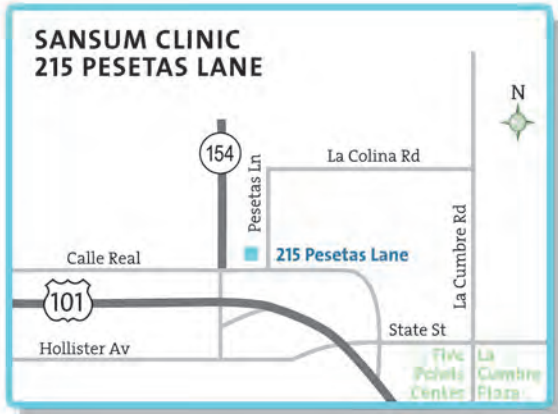 SANSUM CLINIC
215 PESETAS LANE
N
154
La Colina Rd
Pesetas Ln
La Cumbre Rd
Calle Real
215 Pesetas Lane
101
State St
Hollister Av
Five
Points
Center
La
Cumbre
Plaza